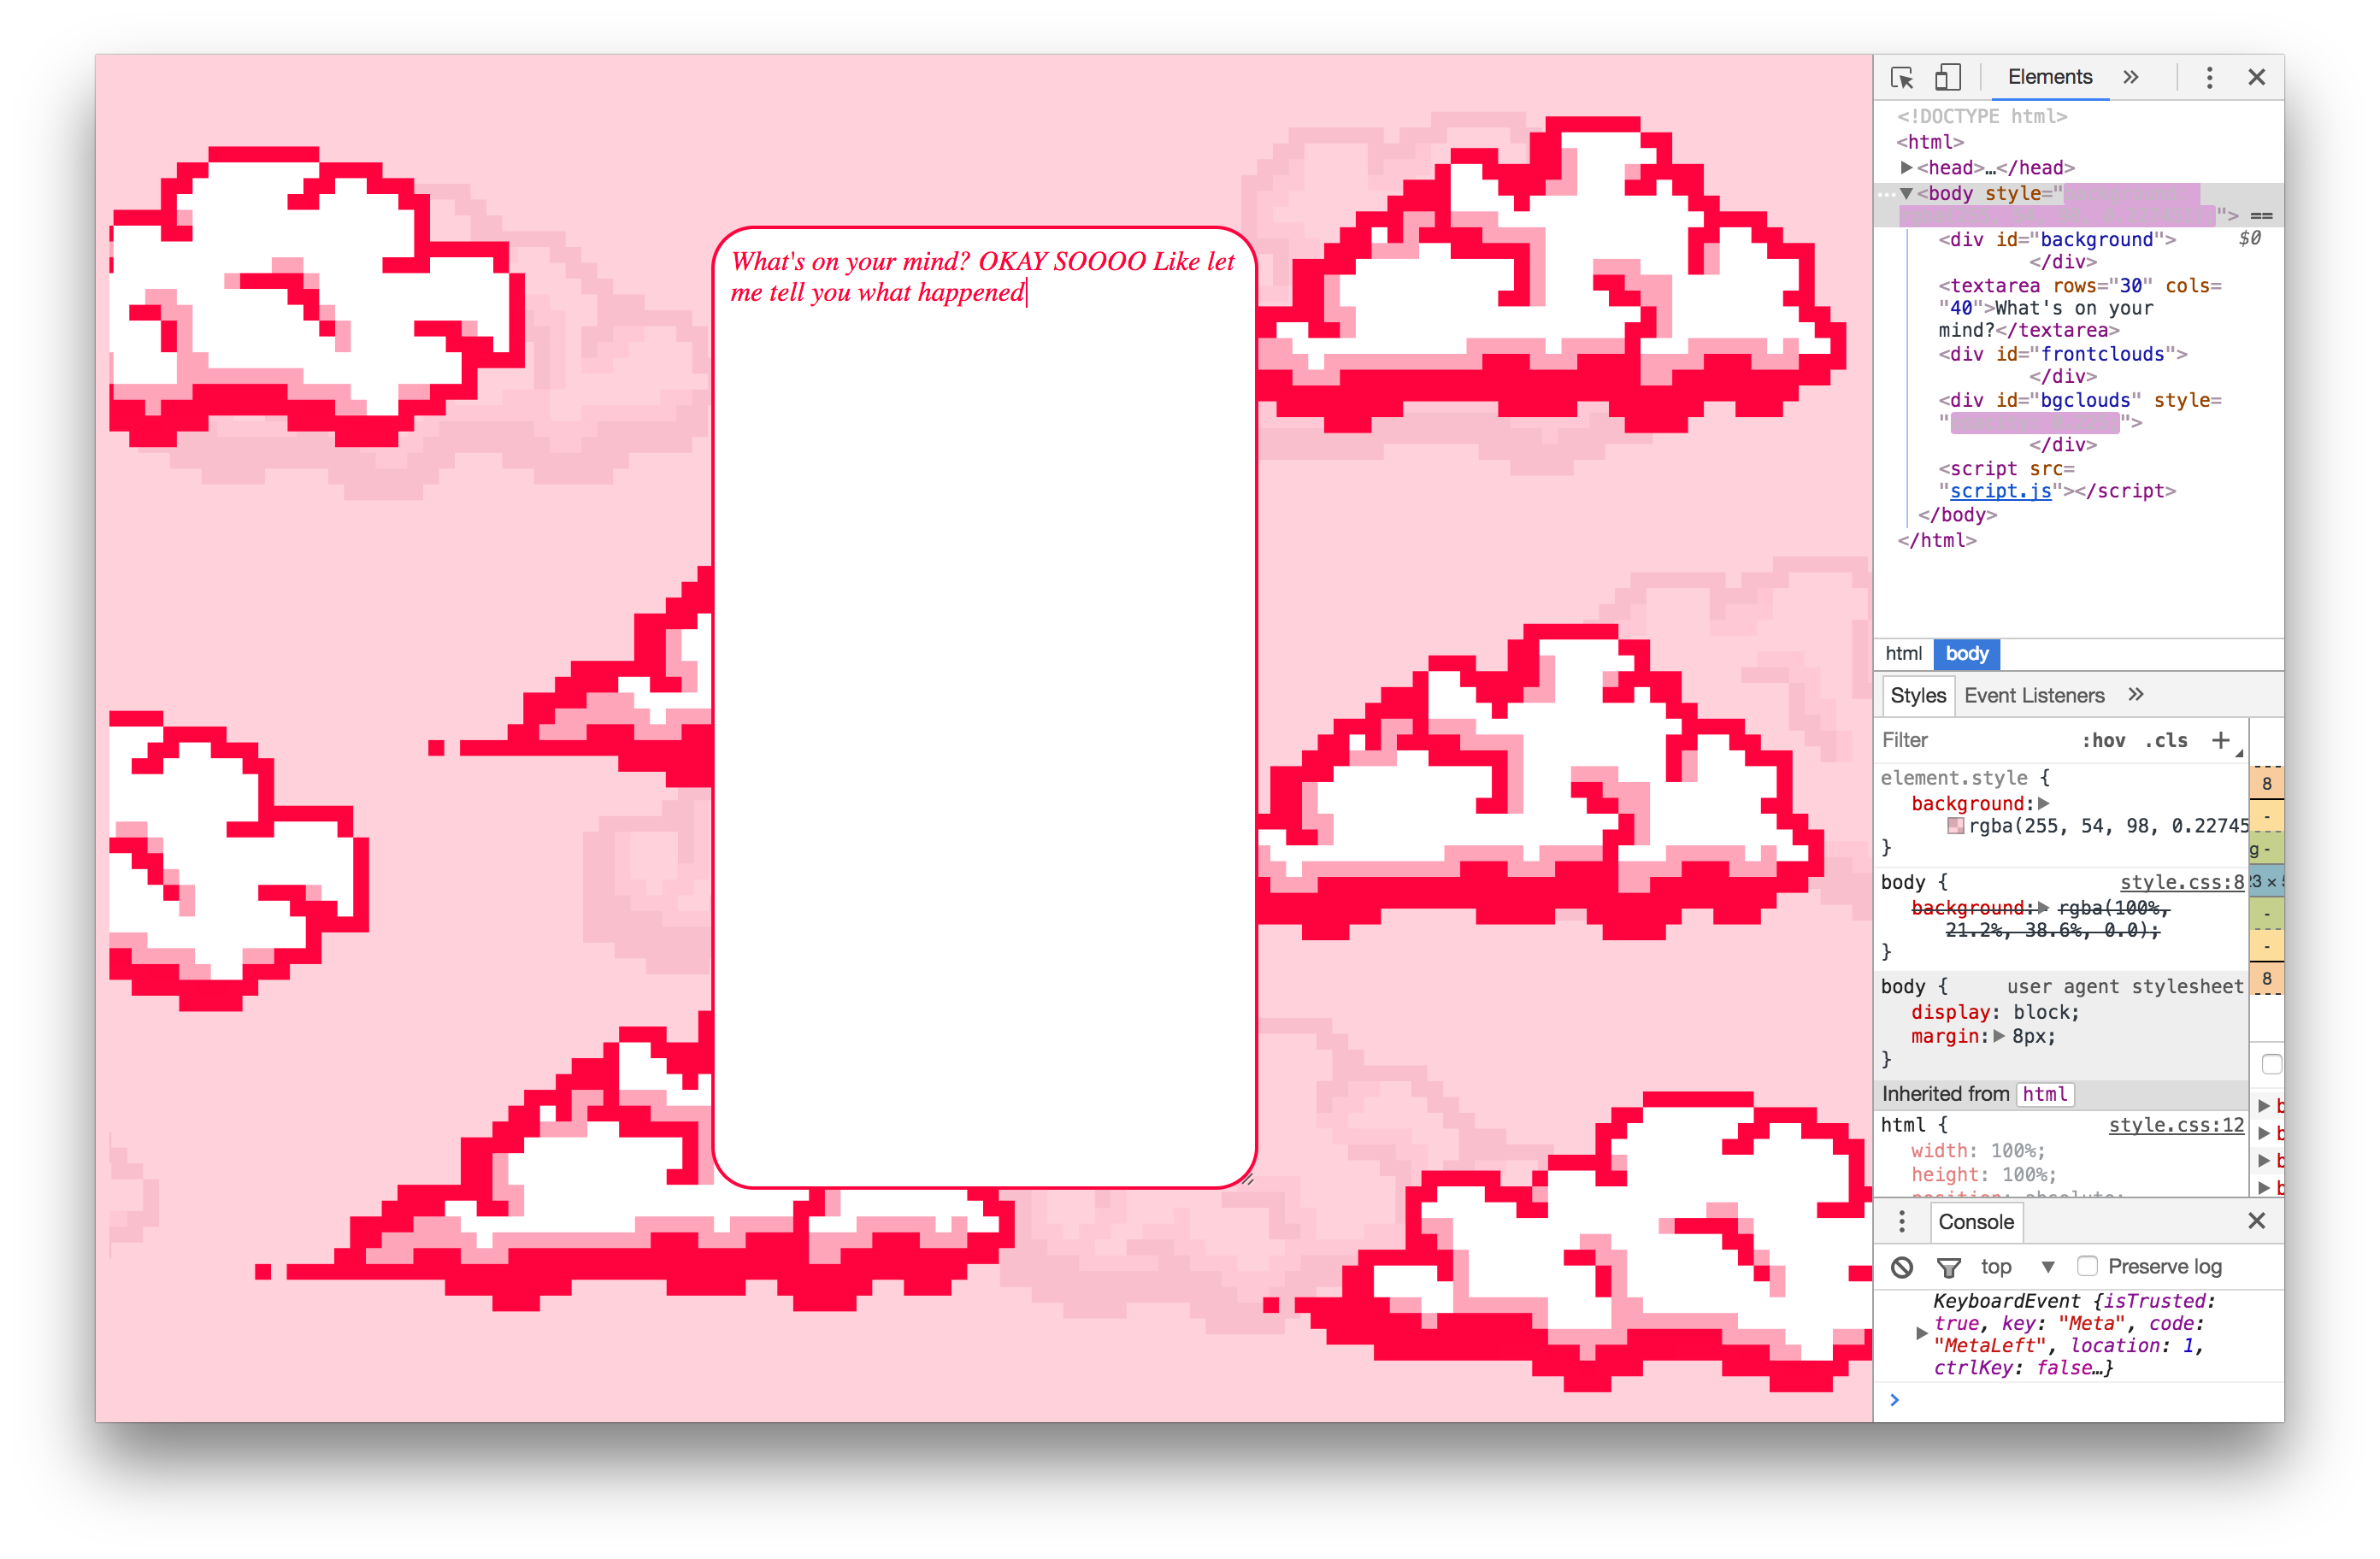 What's on your mind? OKAY SOOOO Like let
me tell you what happened
Elements »
<!DOCTYPE html>
<html>
▶<head>…</head>
…▼<body style="
"> ==
<div id="background"> $0
</div>
<textarea rows="30" cols=
"40">What's on your
mind?</textarea>
<div id="frontclouds">
</div>
<div id="bgclouds" style=
" ">
</div>
<script src=
"script.js"></script>
</body>
</html>
html body
Styles Event Listeners »
Filter :hov .cls +
element.style {
background:▶
rgba(255, 54, 98, 0.22745
}
body { style.css:8
background:▶ rgba(100%,
21.2%, 38.6%, 0.0);
}
body { user agent stylesheet
display: block;
margin:▶ 8px;
}
Inherited from html
html { style.css:12
width: 100%;
height: 100%;
position: absolute;
8
-
g -
23 ×
-
-
8
▶ b
▶ b
▶ b
▶ b
Console
top ▼ Preserve log
KeyboardEvent {isTrusted:
▶ true, key: "Meta", code:
"MetaLeft", location: 1,
ctrlKey: false…}
>